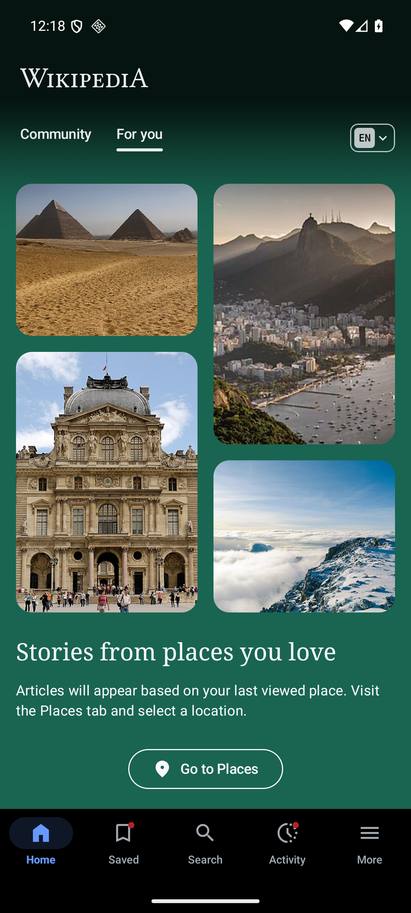 12:18
WIKIPEDIA
Community
For you
EN
Stories from places you love
Articles will appear based on your last viewed place. Visit
the Places tab and select a location.
Go to Places
Home
Saved
Search
Activity
More